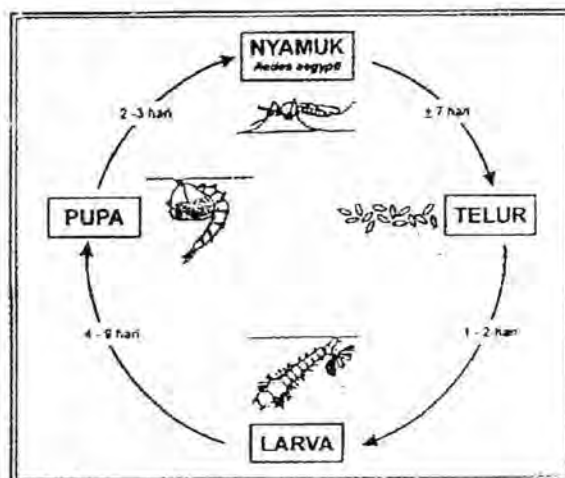 NYAMUK
Aedes aegypti
± 7 hari
TELUR
1 - 2 hari
LARVA
4 - 9 hari
PUPA
2 -3 hari